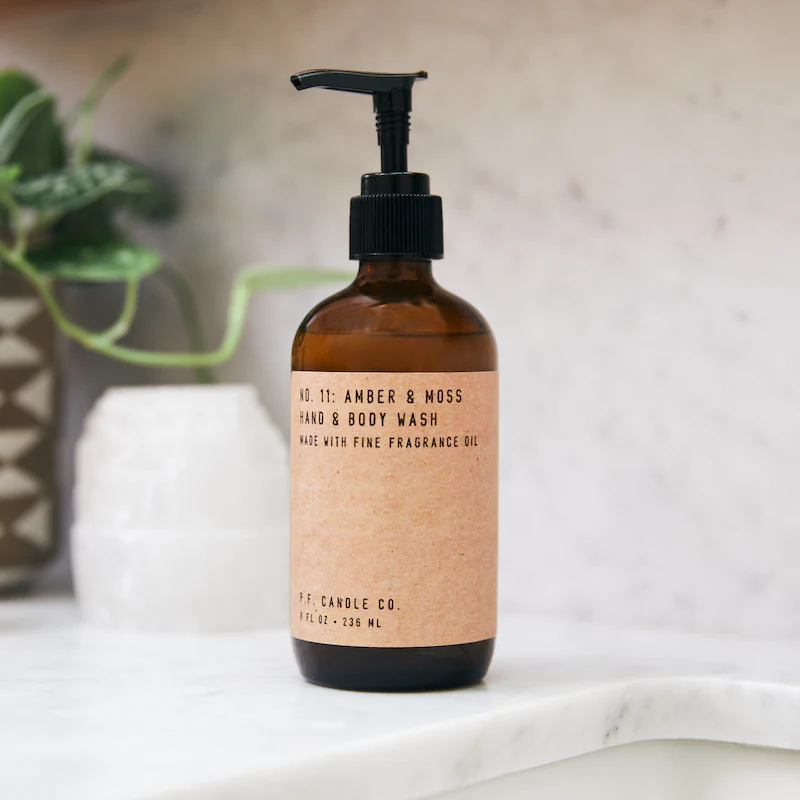 NO. 11: AMBER & MOSS
HAND & BODY WASH
MADE WITH FINE FRAGRANCE OIL
P.F. CANDLE CO.
8 FL OZ • 236 ML